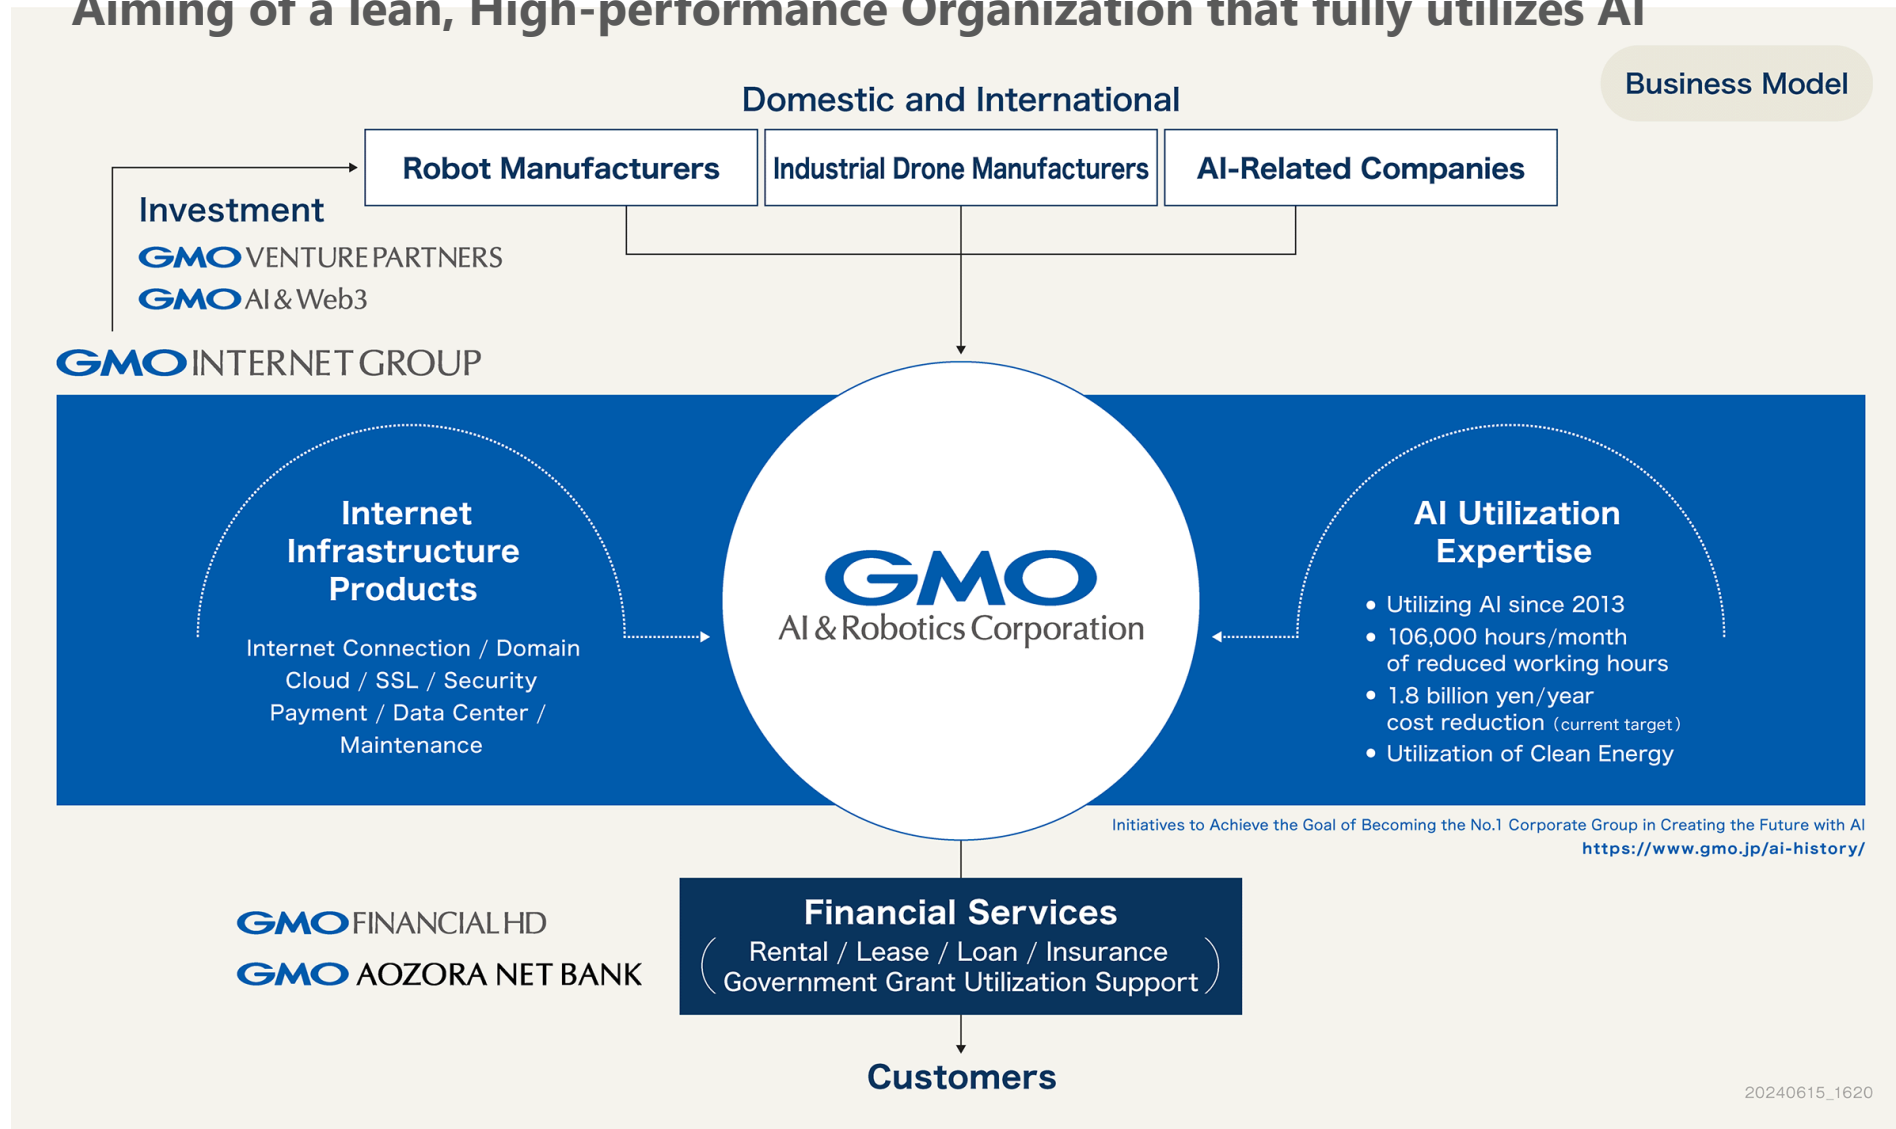 Aiming of a lean, High-performance Organization that fully utilizes AI
Business Model
Domestic and International
Robot Manufacturers
Industrial Drone Manufacturers
AI-Related Companies
Investment
GMO VENTURE PARTNERS
GMO AI & Web3
GMO INTERNET GROUP
Internet
Infrastructure
Products
Internet Connection / Domain
Cloud / SSL / Security
Payment / Data Center /
Maintenance
GMO
AI & Robotics Corporation
AI Utilization
Expertise
• Utilizing AI since 2013
• 106,000 hours/month
of reduced working hours
• 1.8 billion yen/year
cost reduction (current target)
• Utilization of Clean Energy
Initiatives to Achieve the Goal of Becoming the No.1 Corporate Group in Creating the Future with AI
https://www.gmo.jp/ai-history/
GMO FINANCIAL HD
GMO AOZORA NET BANK
Financial Services
(Rental / Lease / Loan / Insurance
Government Grant Utilization Support)
Customers
20240615_1620